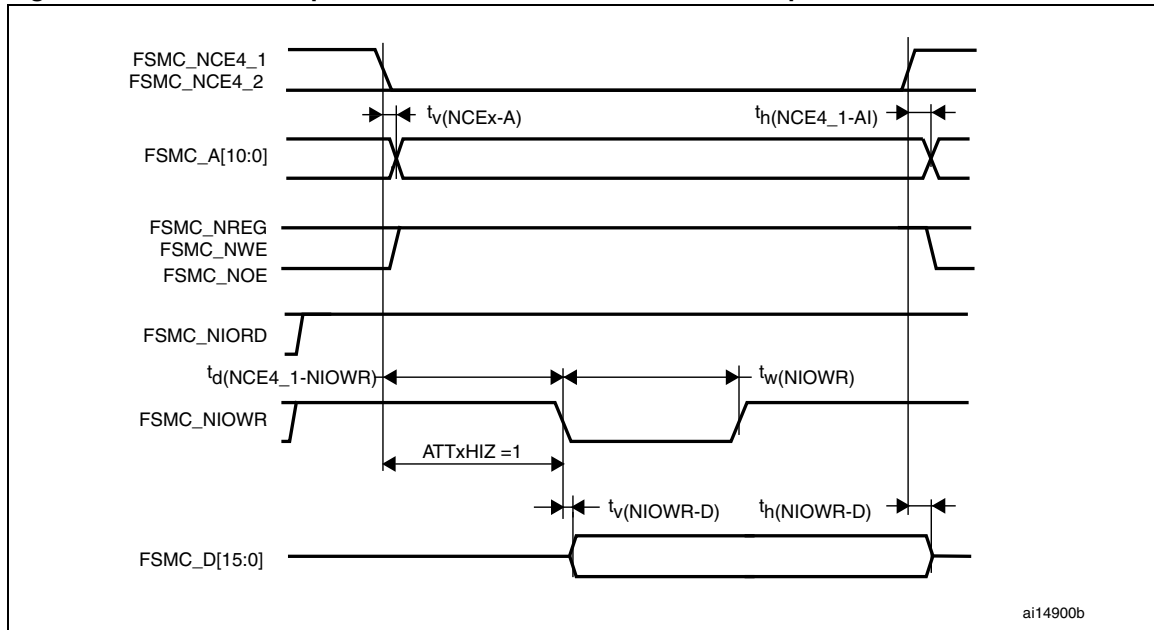 FSMC_NCE4_1
FSMC_NCE4_2
tv(NCEx-A)
th(NCE4_1-AI)
FSMC_A[10:0]
FSMC_NREG
FSMC_NWE
FSMC_NOE
FSMC_NIORD
td(NCE4_1-NIOWR)
tw(NIOWR)
FSMC_NIOWR
ATTxHIZ =1
tv(NIOWR-D)
th(NIOWR-D)
FSMC_D[15:0]
ai14900b